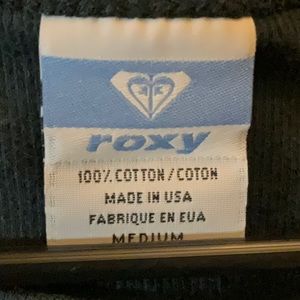 roxy
100% COTTON / COTON
MADE IN USA
FABRIQUE EN EUA
MEDIUM